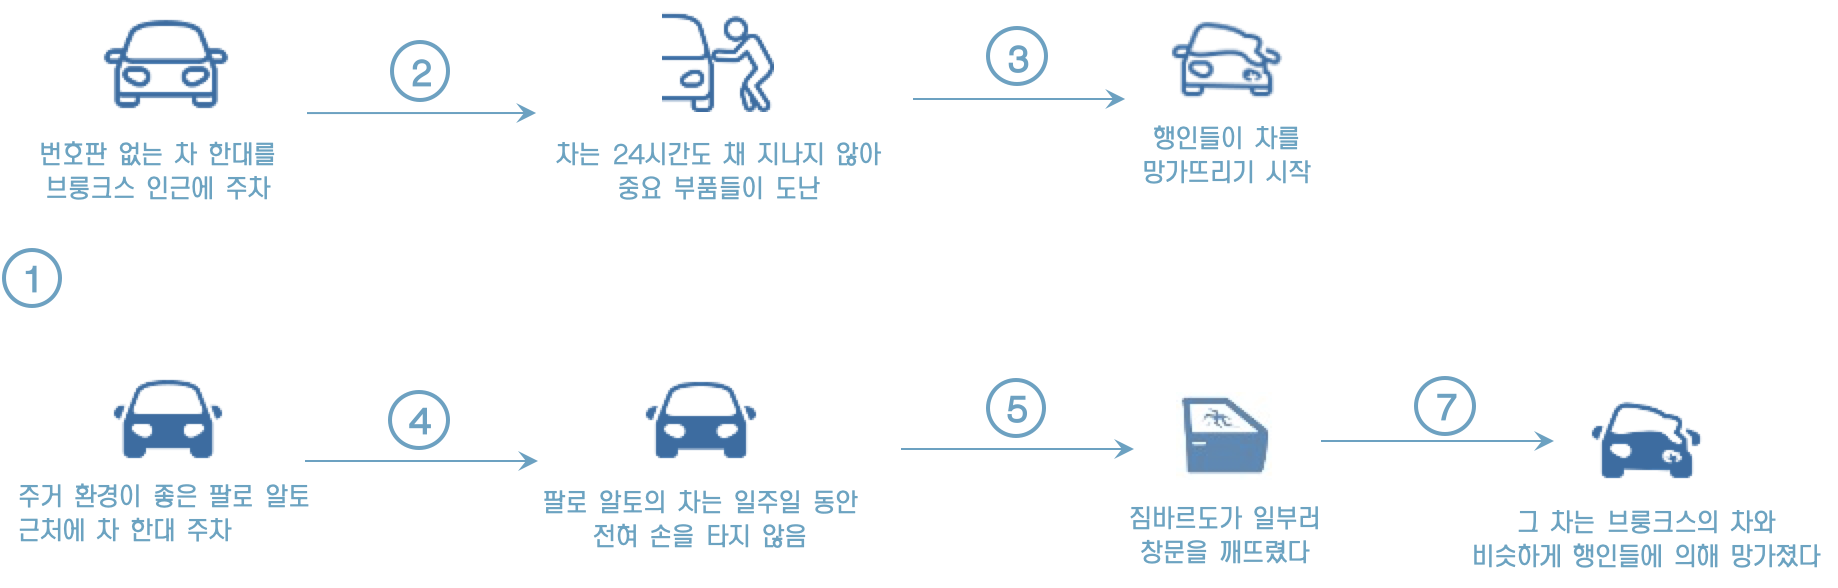 ②
③
번호판 없는 차 한대를
브룽크스 인근에 주차
차는 24시간도 채 지나지 않아
중요 부품들이 도난
행인들이 차를
망가뜨리기 시작
①
④
⑤
⑦
주거 환경이 좋은 팔로 알토
근처에 차 한대 주차
팔로 알토의 차는 일주일 동안
전혀 손을 타지 않음
짐바르도가 일부러
창문을 깨뜨렸다
그 차는 브룽크스의 차와
비슷하게 행인들에 의해 망가졌다